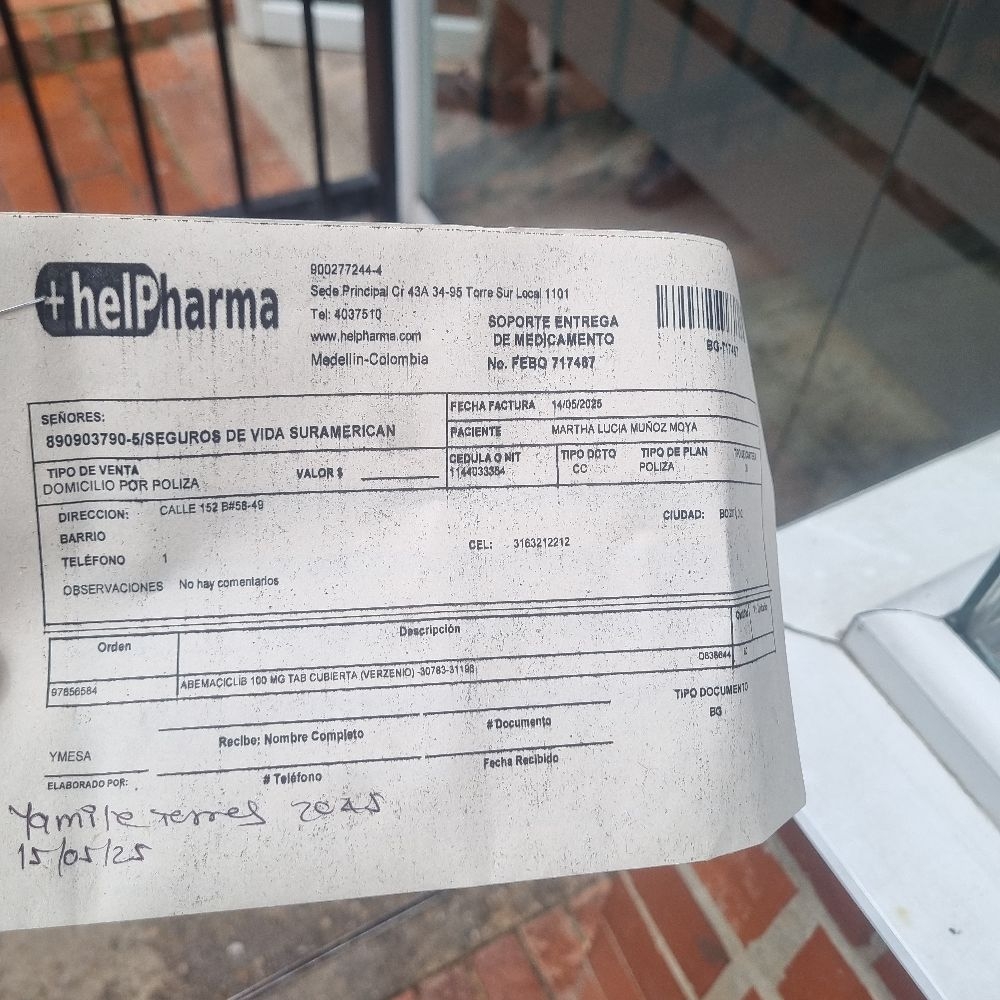 +helPharma
900277244-4
Sede Principal Cr 43A 34-95 Torre Sur Local 1101
Tel: 4037510
www.helpharma.com
Medellin-Colombia
SOPORTE ENTREGA
DE MEDICAMENTO
No. FEBQ 717467
BG-717467
SEÑORES:
890903790-5/SEGUROS DE VIDA SURAMERICAN
FECHA FACTURA 14/05/2025
PACIENTE MARTHA LUCIA MUÑOZ MOYA
TIPO DE VENTA VALOR $
DOMICILIO POR POLIZA
CEDULA O NIT TIPO DCTO TIPO DE PLAN
1144033354 CC POLIZA
DIRECCION: CALLE 152 B#58-49
BARRIO CIUDAD:
TELÉFONO 1 CEL: 3163212212
OBSERVACIONES No hay comentarios
Orden Descripción
97656584 ABEMACICLIB 100 MG TAB CUBIERTA (VERZENIO) -30763-31198 D838644
TIPO DOCUMENTO
BG
Recibe: Nombre Completo # Documento
YMESA
ELABORADO POR: # Teléfono Fecha Recibido
Yamile
15/05/25